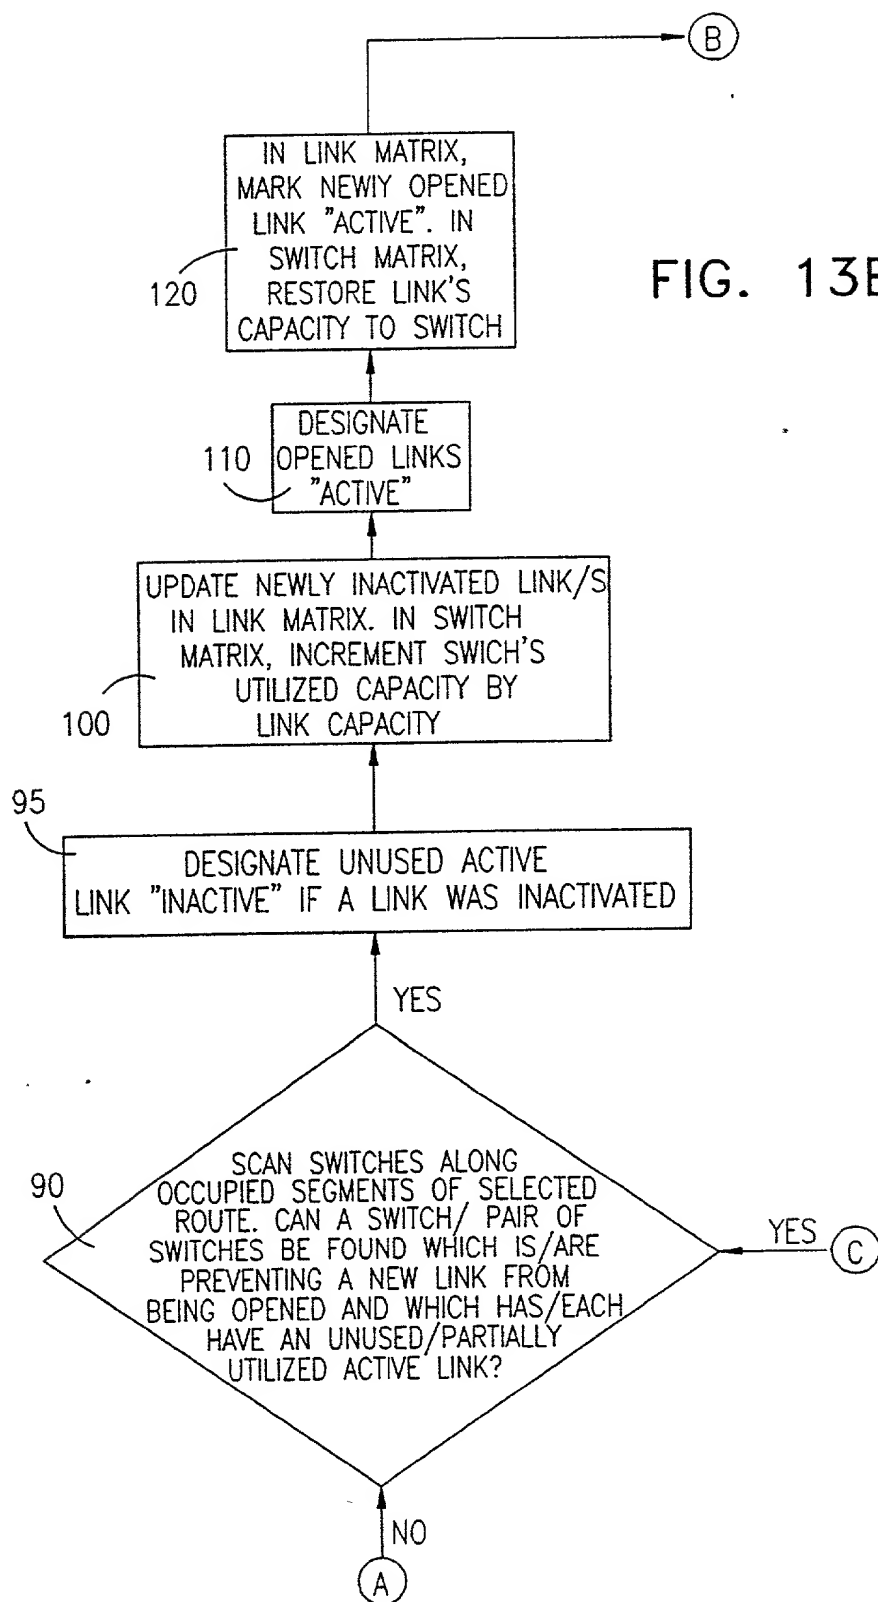 B
IN LINK MATRIX,
MARK NEWLY OPENED
LINK "ACTIVE". IN
SWITCH MATRIX,
RESTORE LINK'S
CAPACITY TO SWITCH
120
FIG. 13B
DESIGNATE
OPENED LINKS
"ACTIVE"
110
UPDATE NEWLY INACTIVATED LINK/S
IN LINK MATRIX. IN SWITCH
MATRIX, INCREMENT SWICH'S
UTILIZED CAPACITY BY
LINK CAPACITY
100
95
DESIGNATE UNUSED ACTIVE
LINK "INACTIVE" IF A LINK WAS INACTIVATED
YES
90
SCAN SWITCHES ALONG
OCCUPIED SEGMENTS OF SELECTED
ROUTE. CAN A SWITCH/ PAIR OF
SWITCHES BE FOUND WHICH IS/ARE
PREVENTING A NEW LINK FROM
BEING OPENED AND WHICH HAS/EACH
HAVE AN UNUSED/PARTIALLY
UTILIZED ACTIVE LINK?
YES
C
NO
A